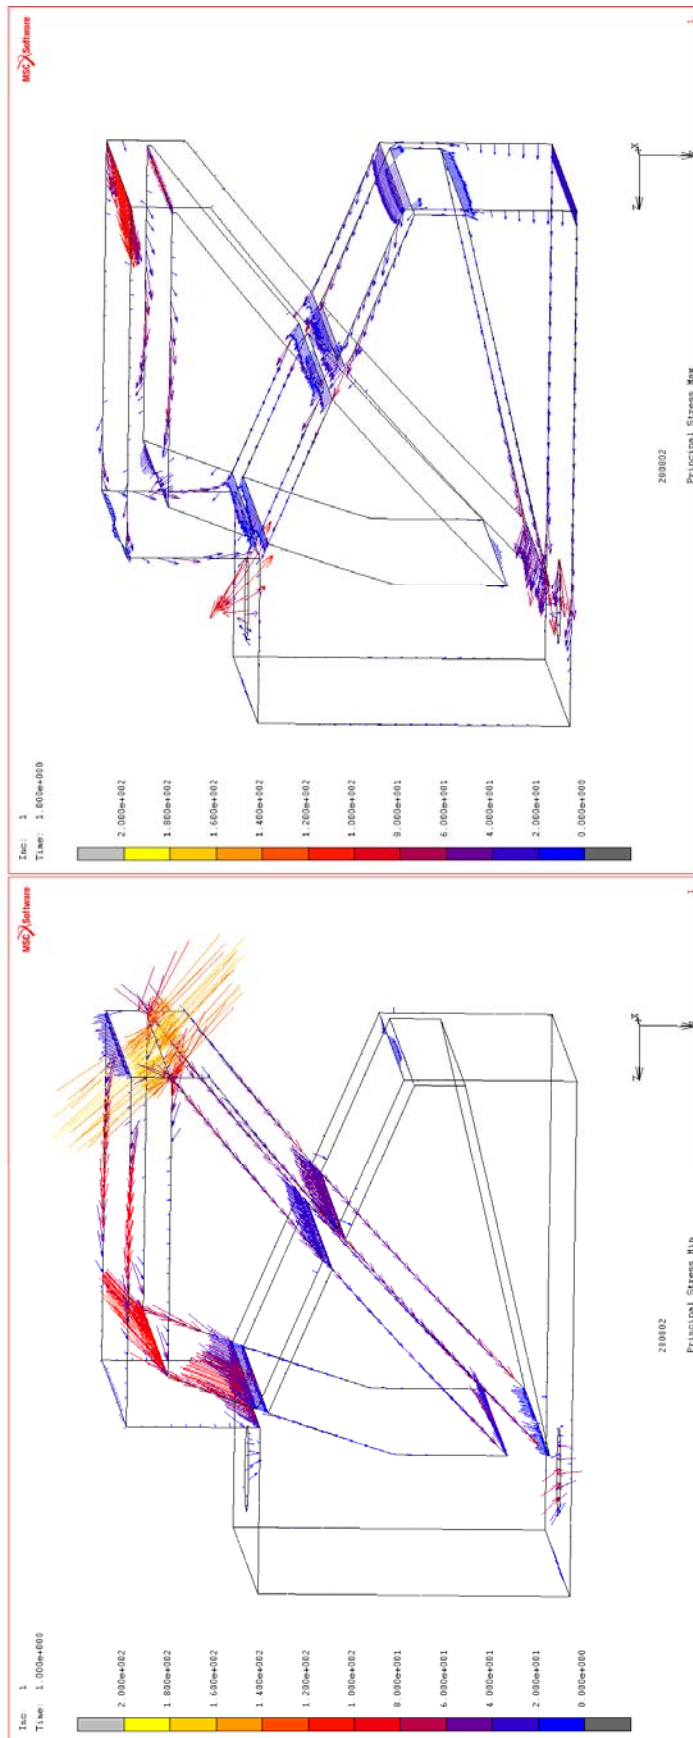 Inc: 1
Time: 1.000e+000
MSC Software
2.000e+002
1.800e+002
1.600e+002
1.400e+002
1.200e+002
1.000e+002
8.000e+001
6.000e+001
4.000e+001
2.000e+001
0.000e+000
280802
Principal Stress Min
1
Inc: 1
Time: 1.000e+000
MSC Software
2.000e+002
1.800e+002
1.600e+002
1.400e+002
1.200e+002
1.000e+002
8.000e+001
6.000e+001
4.000e+001
2.000e+001
0.000e+000
280802
Principal Stress Max
1